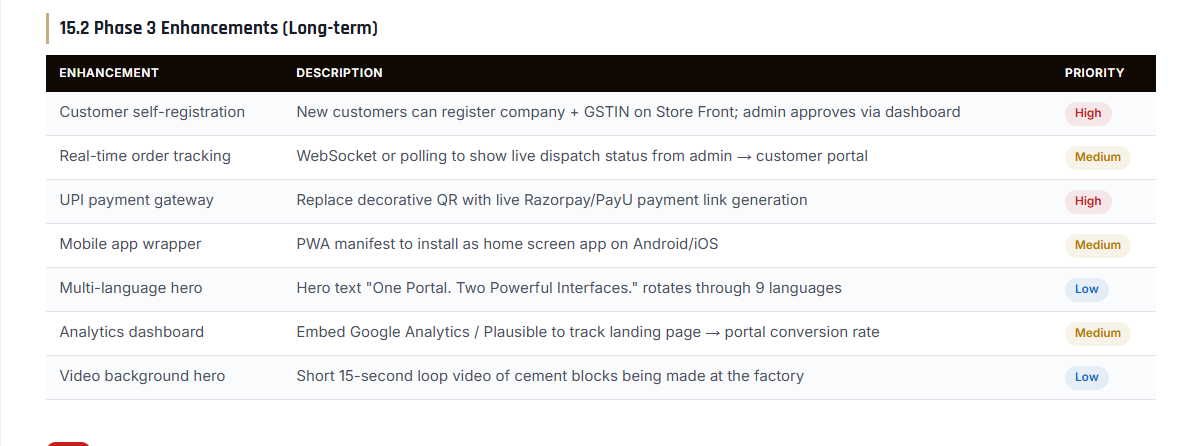 15.2 Phase 3 Enhancements (Long-term)
ENHANCEMENT DESCRIPTION PRIORITY
Customer self-registration New customers can register company + GSTIN on Store Front; admin approves via dashboard High
Real-time order tracking WebSocket or polling to show live dispatch status from admin → customer portal Medium
UPI payment gateway Replace decorative QR with live Razorpay/PayU payment link generation High
Mobile app wrapper PWA manifest to install as home screen app on Android/iOS Medium
Multi-language hero Hero text "One Portal. Two Powerful Interfaces." rotates through 9 languages Low
Analytics dashboard Embed Google Analytics / Plausible to track landing page → portal conversion rate Medium
Video background hero Short 15-second loop video of cement blocks being made at the factory Low